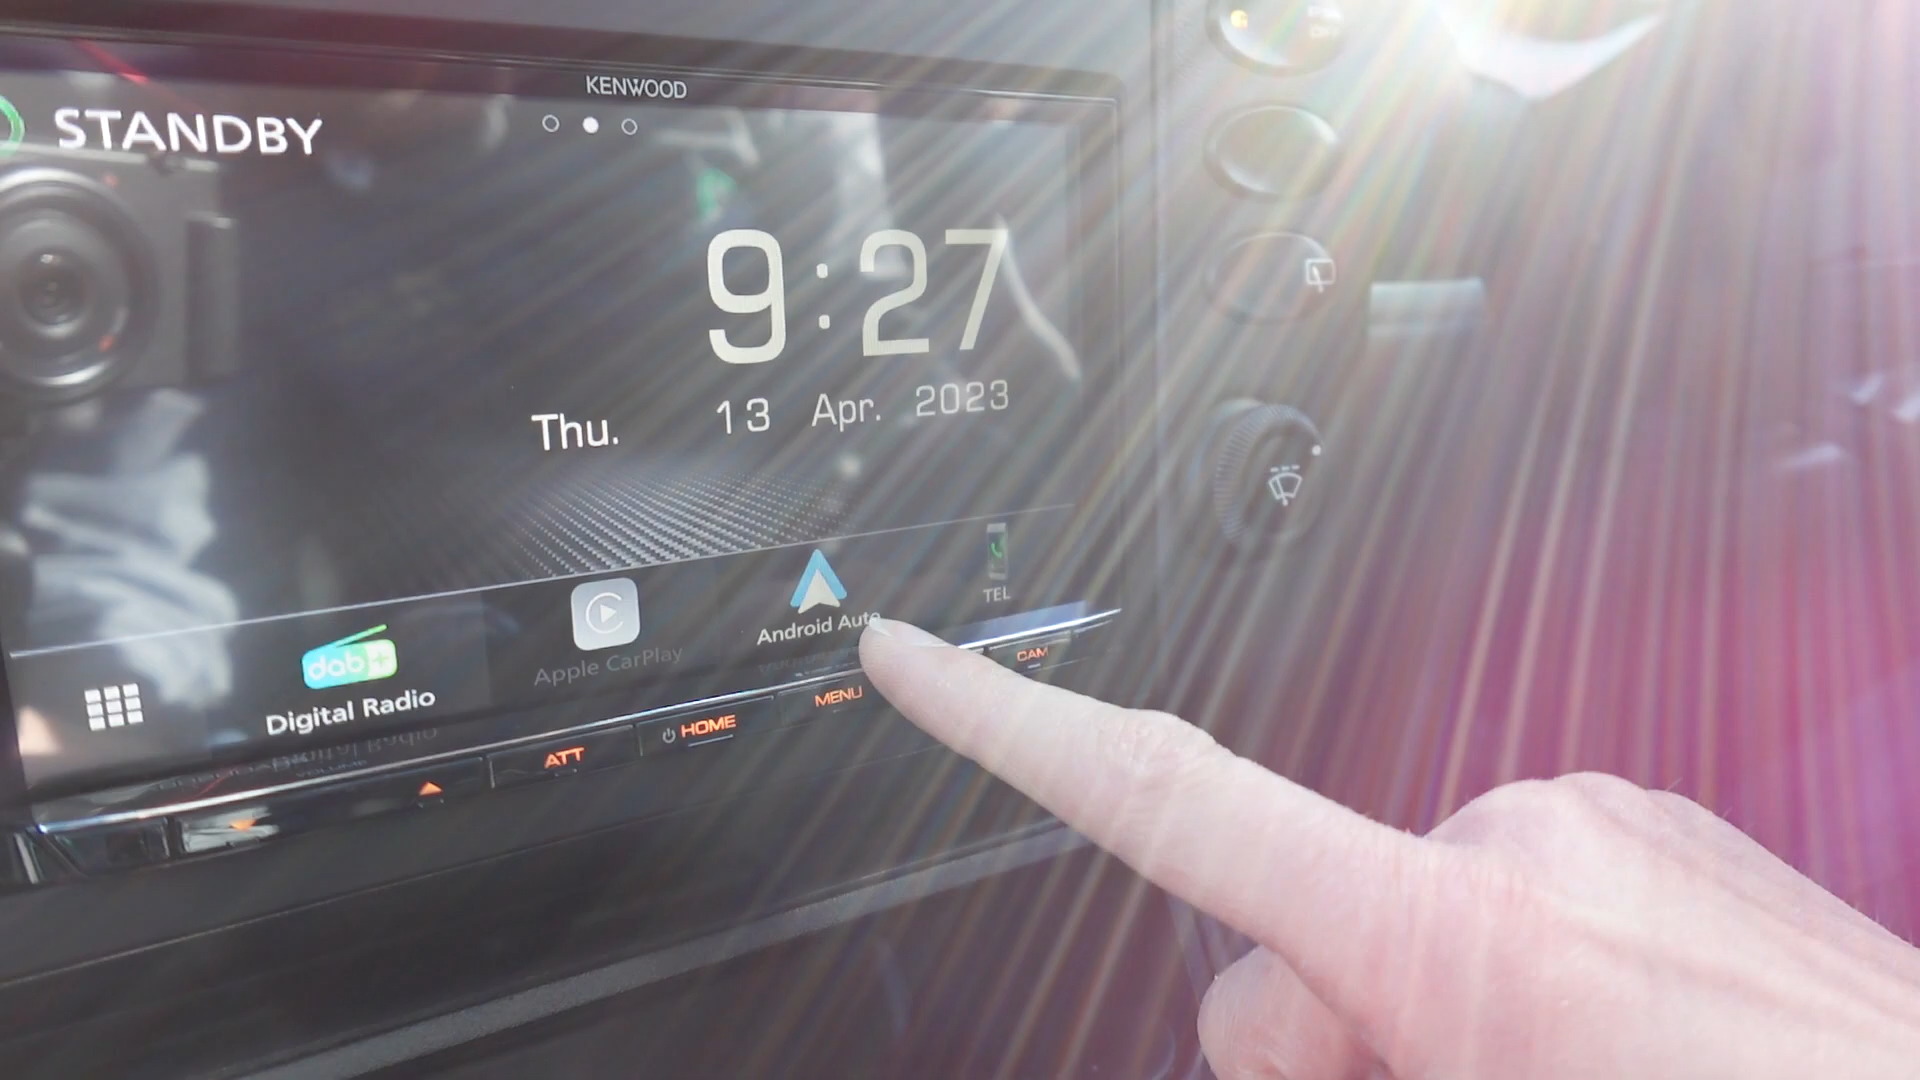 KENWOOD
STANDBY
9:27
Thu. 13 Apr. 2023
TEL
Android Auto
Apple CarPlay
dab+
Digital Radio
CAM
MENU
HOME
ATT